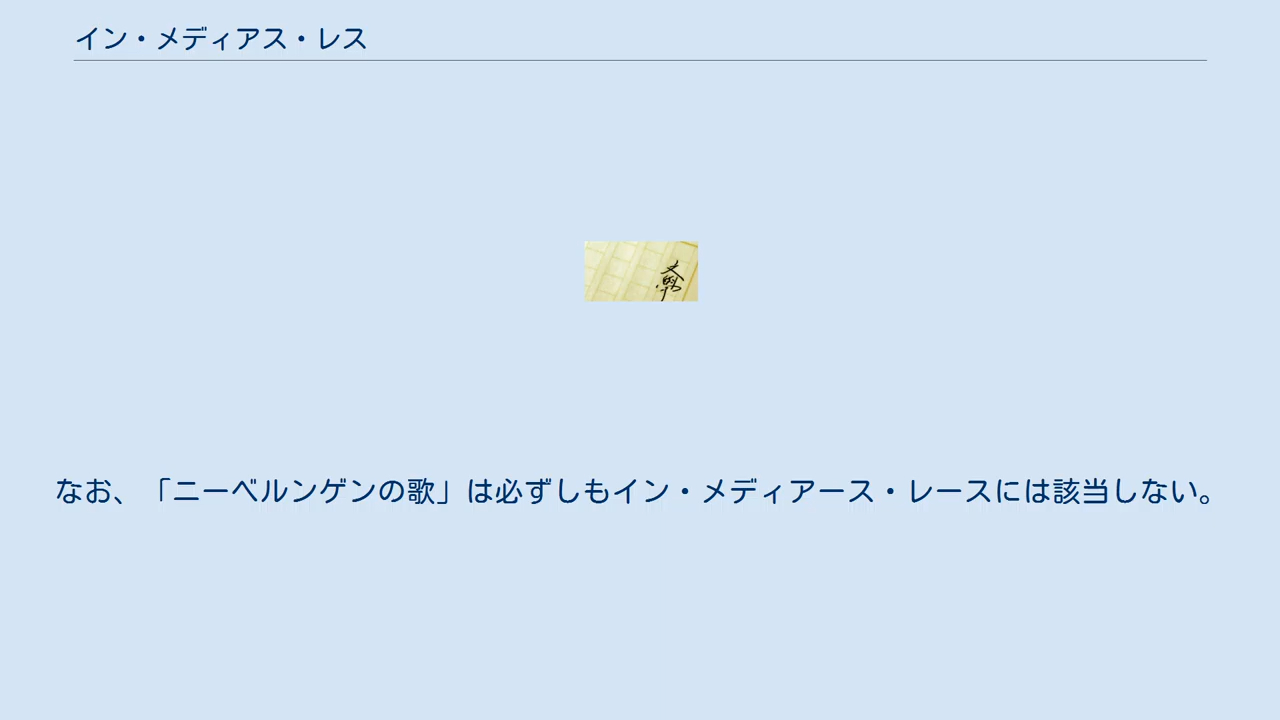 イン・メディアス・レス
なお、「ニーベルンゲンの歌」は必ずしもイン・メディアース・レースには該当しない。